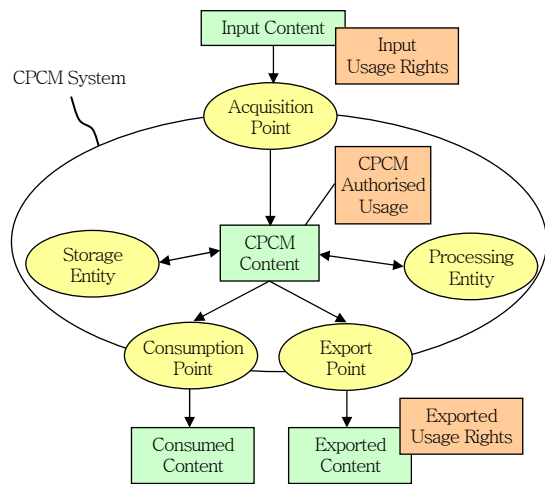 Input Content
Input
Usage Rights
CPCM System
Acquisition
Point
CPCM
Authorised
Usage
Storage
Entity
CPCM
Content
Processing
Entity
Consumption
Point
Export
Point
Consumed
Content
Exported
Content
Exported
Usage Rights